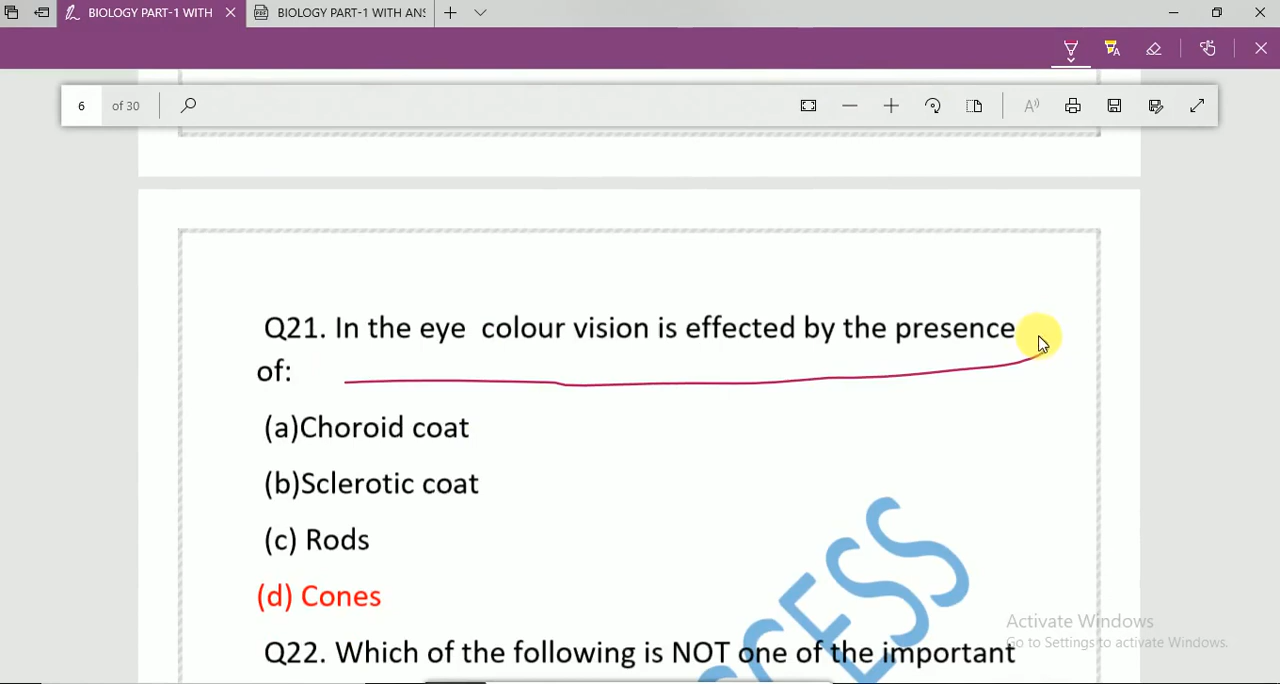 BIOLOGY PART-1 WITH
BIOLOGY PART-1 WITH ANS
6 of 30
Q21. In the eye colour vision is effected by the presence
of:
(a)Choroid coat
(b)Sclerotic coat
(c) Rods
(d) Cones
Q22. Which of the following is NOT one of the important
CESS
Activate Windows
Go to Settings to activate Windows.